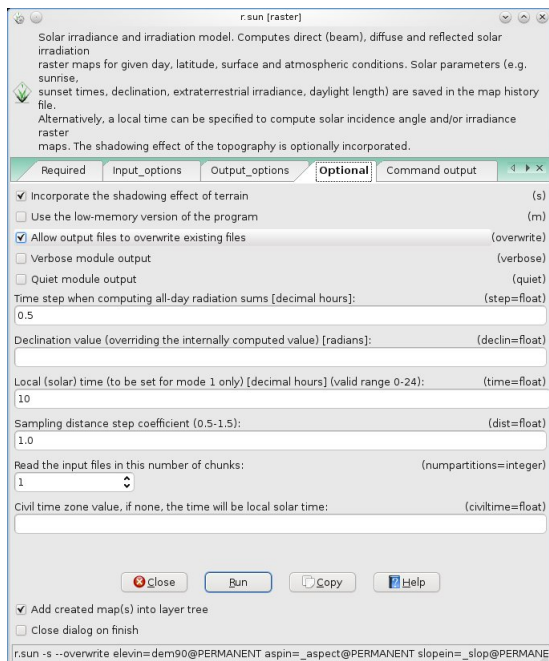 r.sun [raster]
Solar irradiance and irradiation model. Computes direct (beam), diffuse and reflected solar
irradiation
raster maps for given day, latitude, surface and atmospheric conditions. Solar parameters (e.g.
sunrise,
sunset times, declination, extraterrestrial irradiance, daylight length) are saved in the map history
file.
Alternatively, a local time can be specified to compute solar incidence angle and/or irradiance
raster
maps. The shadowing effect of the topography is optionally incorporated.
Required Input_options Output_options Optional Command output
Incorporate the shadowing effect of terrain (s)
Use the low-memory version of the program (m)
Allow output files to overwrite existing files (overwrite)
Verbose module output (verbose)
Quiet module output (quiet)
Time step when computing all-day radiation sums [decimal hours]: (step=float)
0.5
Declination value (overriding the internally computed value) [radians]: (declin=float)
Local (solar) time (to be set for mode 1 only) [decimal hours] (valid range 0-24): (time=float)
10
Sampling distance step coefficient (0.5-1.5): (dist=float)
1.0
Read the input files in this number of chunks: (numpartitions=integer)
1
Civil time zone value, if none, the time will be local solar time: (civiltime=float)
Close Run Copy Help
Add created map(s) into layer tree
Close dialog on finish
r.sun -s --overwrite elevin=dem90@PERMANENT aspin=_aspect@PERMANENT slopein=_slop@PERMANE